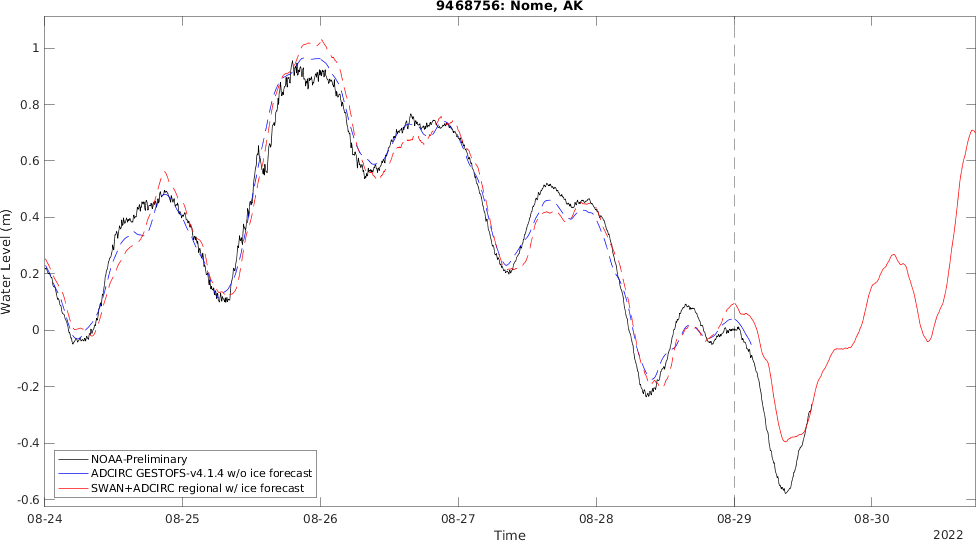 9468756: Nome, AK
1
0.8
0.6
0.4
0.2
0
-0.2
-0.4
-0.6
Water Level (m)
NOAA-Preliminary
ADCIRC GESTOFS-v4.1.4 w/o ice forecast
SWAN+ADCIRC regional w/ ice forecast
08-24 08-25 08-26 08-27 08-28 08-29 08-30
Time
2022